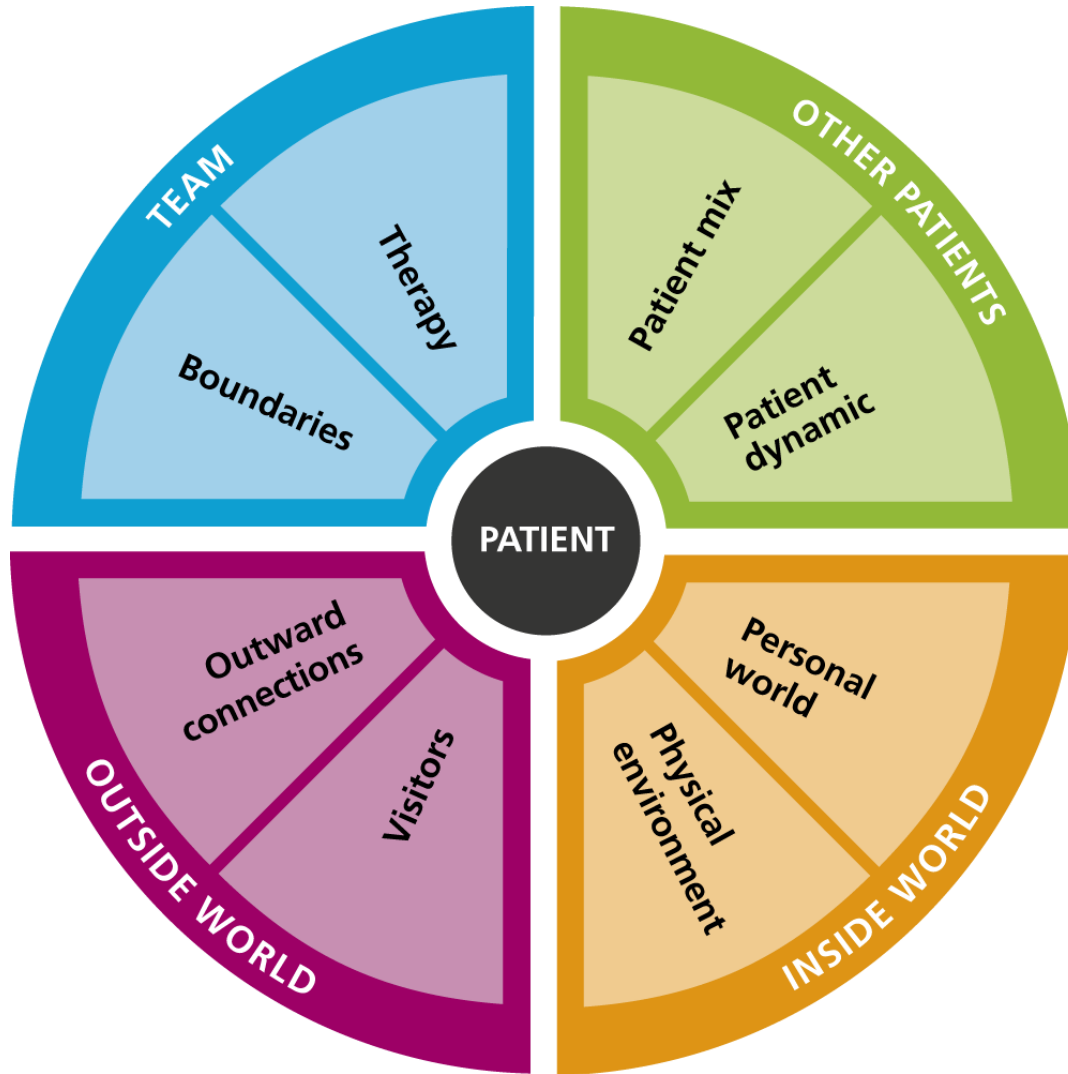 TEAM
Therapy
Boundaries
OTHER PATIENTS
Patient mix
Patient
dynamic
PATIENT
Outward
connections
Visitors
OUTSIDE WORLD
Personal
world
Physical
environment
INSIDE WORLD